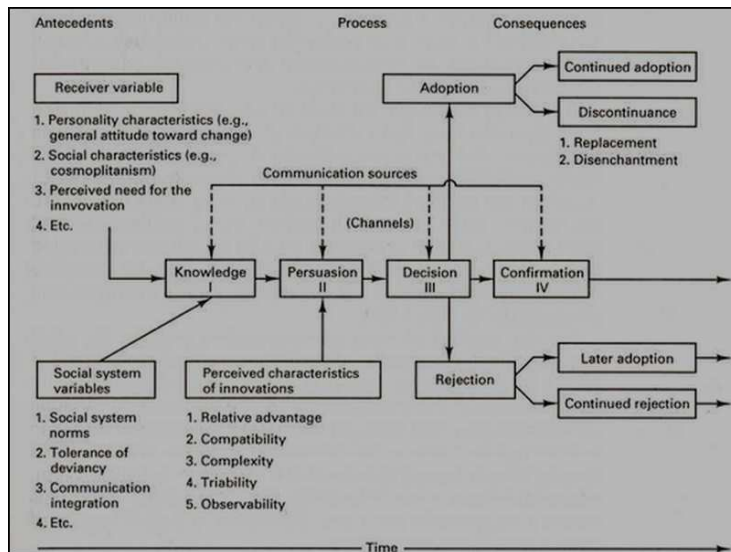 Antecedents
Process
Consequences
Receiver variable
1. Personality characteristics (e.g.,
general attitude toward change)
2. Social characteristics (e.g.,
cosmoplitanism)
3. Perceived need for the
innvovation
4. Etc.
Adoption
Continued adoption
Discontinuance
1. Replacement
2. Disenchantment
Communication sources
(Channels)
Knowledge
I
Persuasion
II
Decision
III
Confirmation
IV
Social system
variables
1. Social system
norms
2. Tolerance of
deviancy
3. Communication
integration
4. Etc.
Perceived characteristics
of innovations
1. Relative advantage
2. Compatibility
3. Complexity
4. Triability
5. Observability
Rejection
Later adoption
Continued rejection
Time